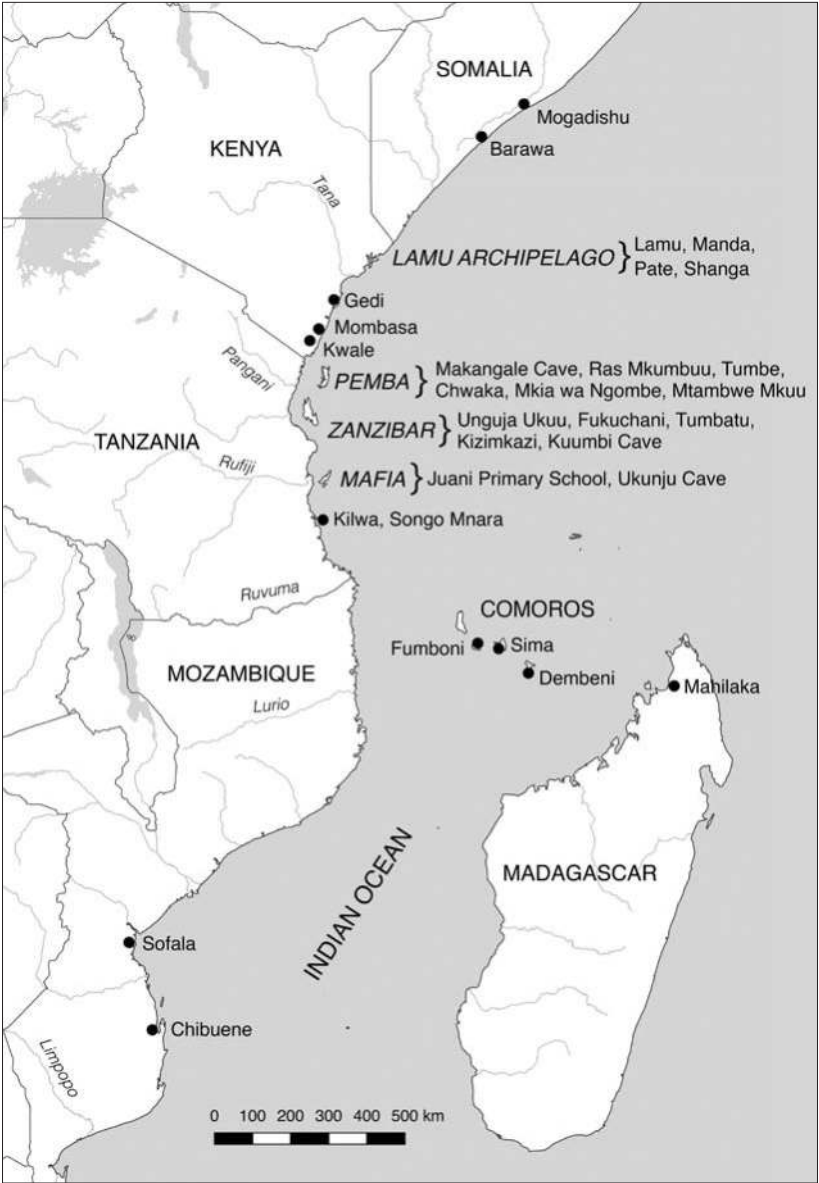 SOMALIA
Mogadishu
Barawa
KENYA
Tana
LAMU ARCHIPELAGO } Lamu, Manda,
Pate, Shanga
Gedi
Mombasa
Kwale
Pangani
PEMBA } Makangale Cave, Ras Mkumbuu, Tumbe,
Chwaka, Mkia wa Ngombe, Mtambwe Mkuu
ZANZIBAR } Unguja Ukuu, Fukuchani, Tumbatu,
Kizimkazi, Kuumbi Cave
TANZANIA
Rufiji
MAFIA } Juani Primary School, Ukunju Cave
Kilwa, Songo Mnara
Ruvuma
COMOROS
Fumboni
Sima
Dembeni
MOZAMBIQUE
Mahilaka
Lurio
INDIAN OCEAN
MADAGASCAR
Sofala
Chibuene
Limpopo
0 100 200 300 400 500 km